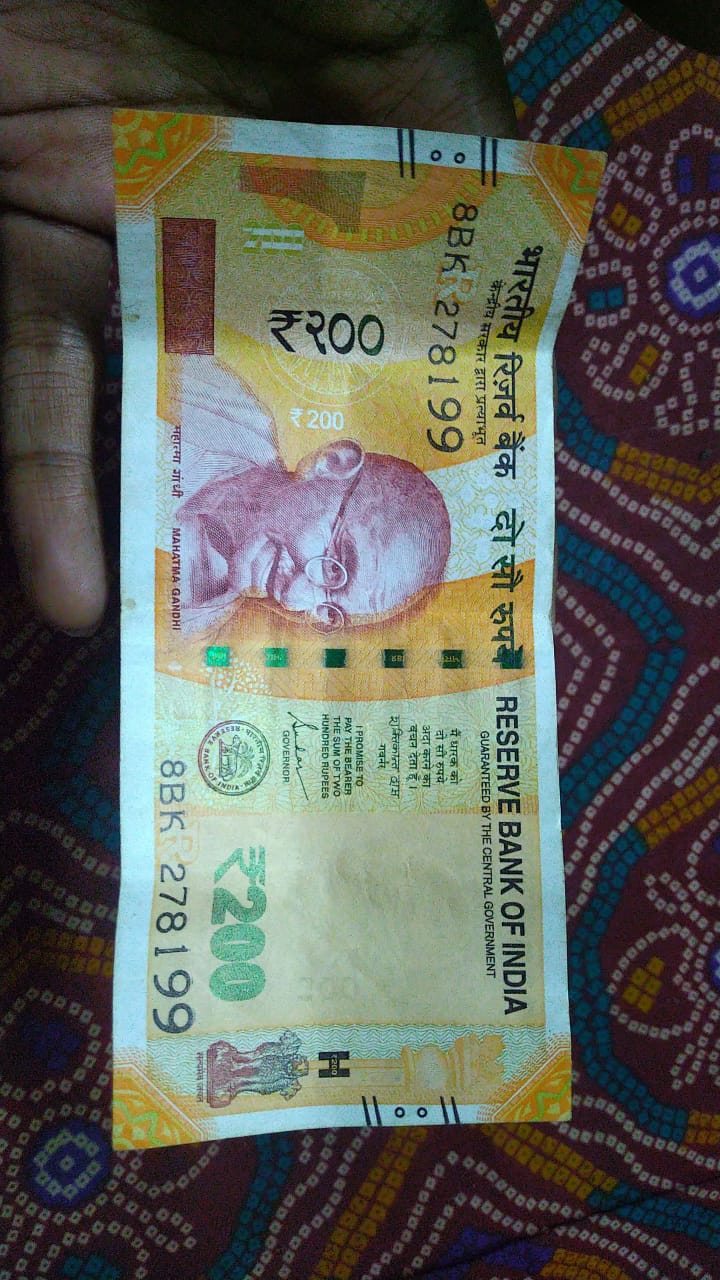 भारतीय रिज़र्व बैंक दो सौ रुपये RESERVE BANK OF INDIA
केन्द्रीय सरकार द्वारा प्रत्याभूत
GUARANTEED BY THE CENTRAL GOVERNMENT
8BK 278199
₹२००
₹200
मैं धारक को
दो सौ रुपये
अदा करने का
वचन देता हूँ।
I PROMISE TO
PAY THE BEARER
THE SUM OF TWO
HUNDRED RUPEES
GOVERNOR
RESERVE BANK OF INDIA
महात्मा गांधी MAHATMA GANDHI
₹200
8BK 278199
₹200
सत्यमेव जयते